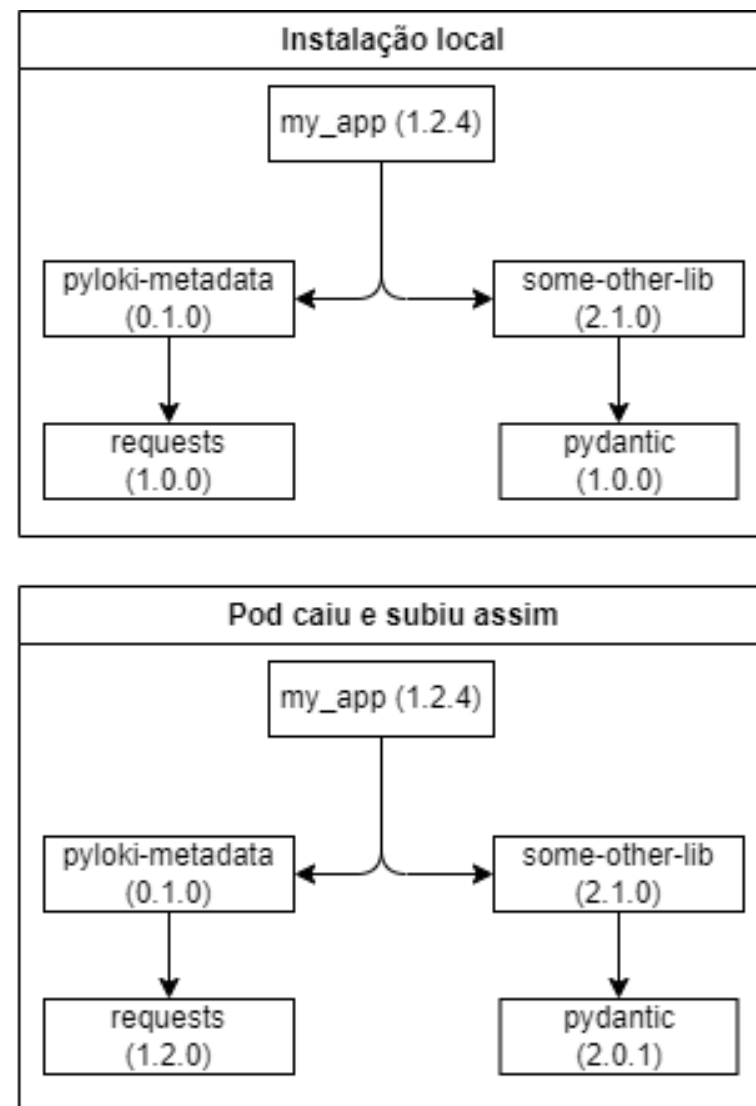 Instalação local
my_app (1.2.4)
pyloki-metadata
(0.1.0)
some-other-lib
(2.1.0)
requests
(1.0.0)
pydantic
(1.0.0)
Pod caiu e subiu assim
my_app (1.2.4)
pyloki-metadata
(0.1.0)
some-other-lib
(2.1.0)
requests
(1.2.0)
pydantic
(2.0.1)